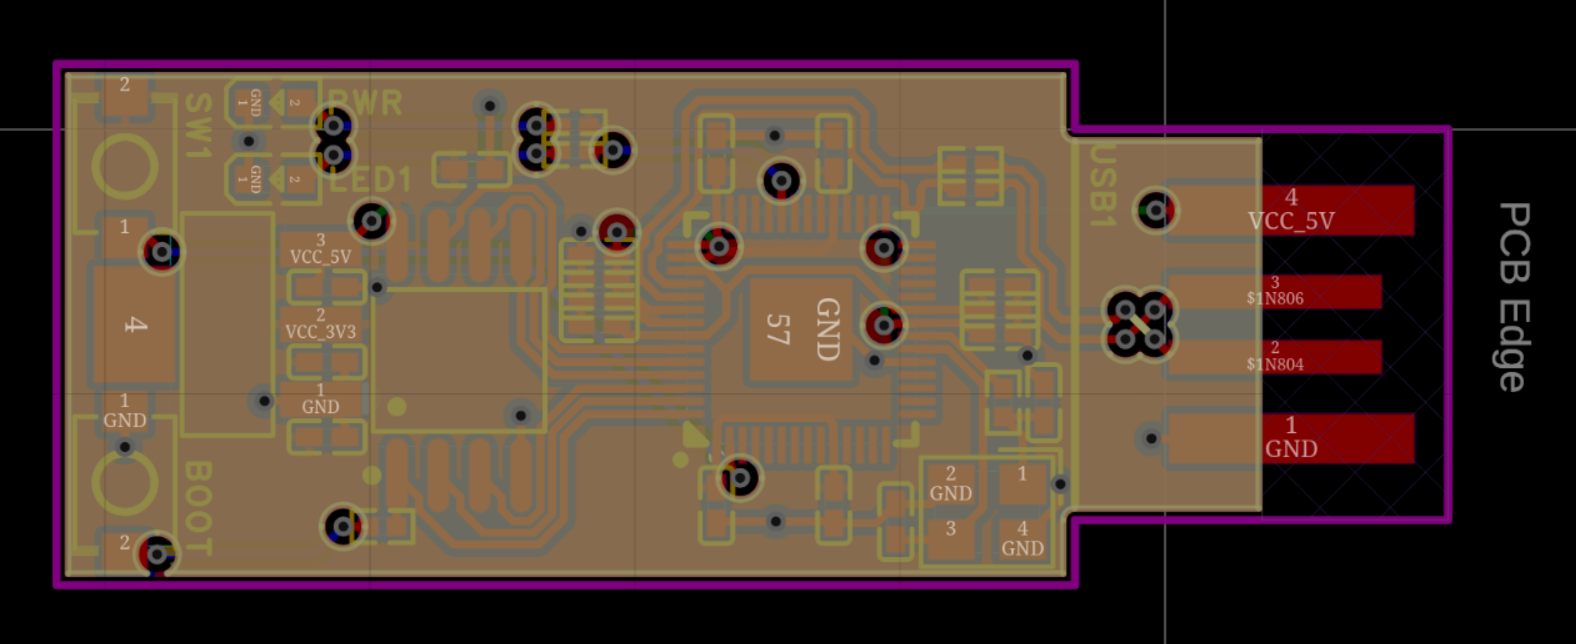 2
SW1
1
GND
2
PWR
1
GND
2
LED1
1
3
VCC_5V
2
VCC_3V3
1
GND
4
1
GND
BOOT
2
57
GND
2
GND
1
3
4
GND
USB1
4
VCC_5V
3
$1N806
2
$1N804
1
GND
PCB Edge